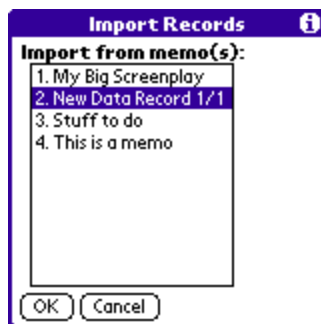 Import Records
Import from memo(s):
1. My Big Screenplay
2. New Data Record 1/1
3. Stuff to do
4. This is a memo
OK Cancel